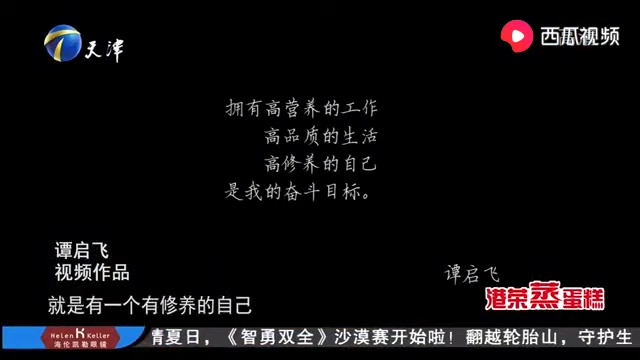 天津
西瓜视频
拥有高营养的工作
高品质的生活
高修养的自己
是我的奋斗目标。
谭启飞
谭启飞
视频作品
港荣蒸蛋糕
就是有一个有修养的自己
Helen Keller
海伦凯勒眼镜
情夏日，《智勇双全》沙漠赛开始啦！翻越轮胎山，守护生